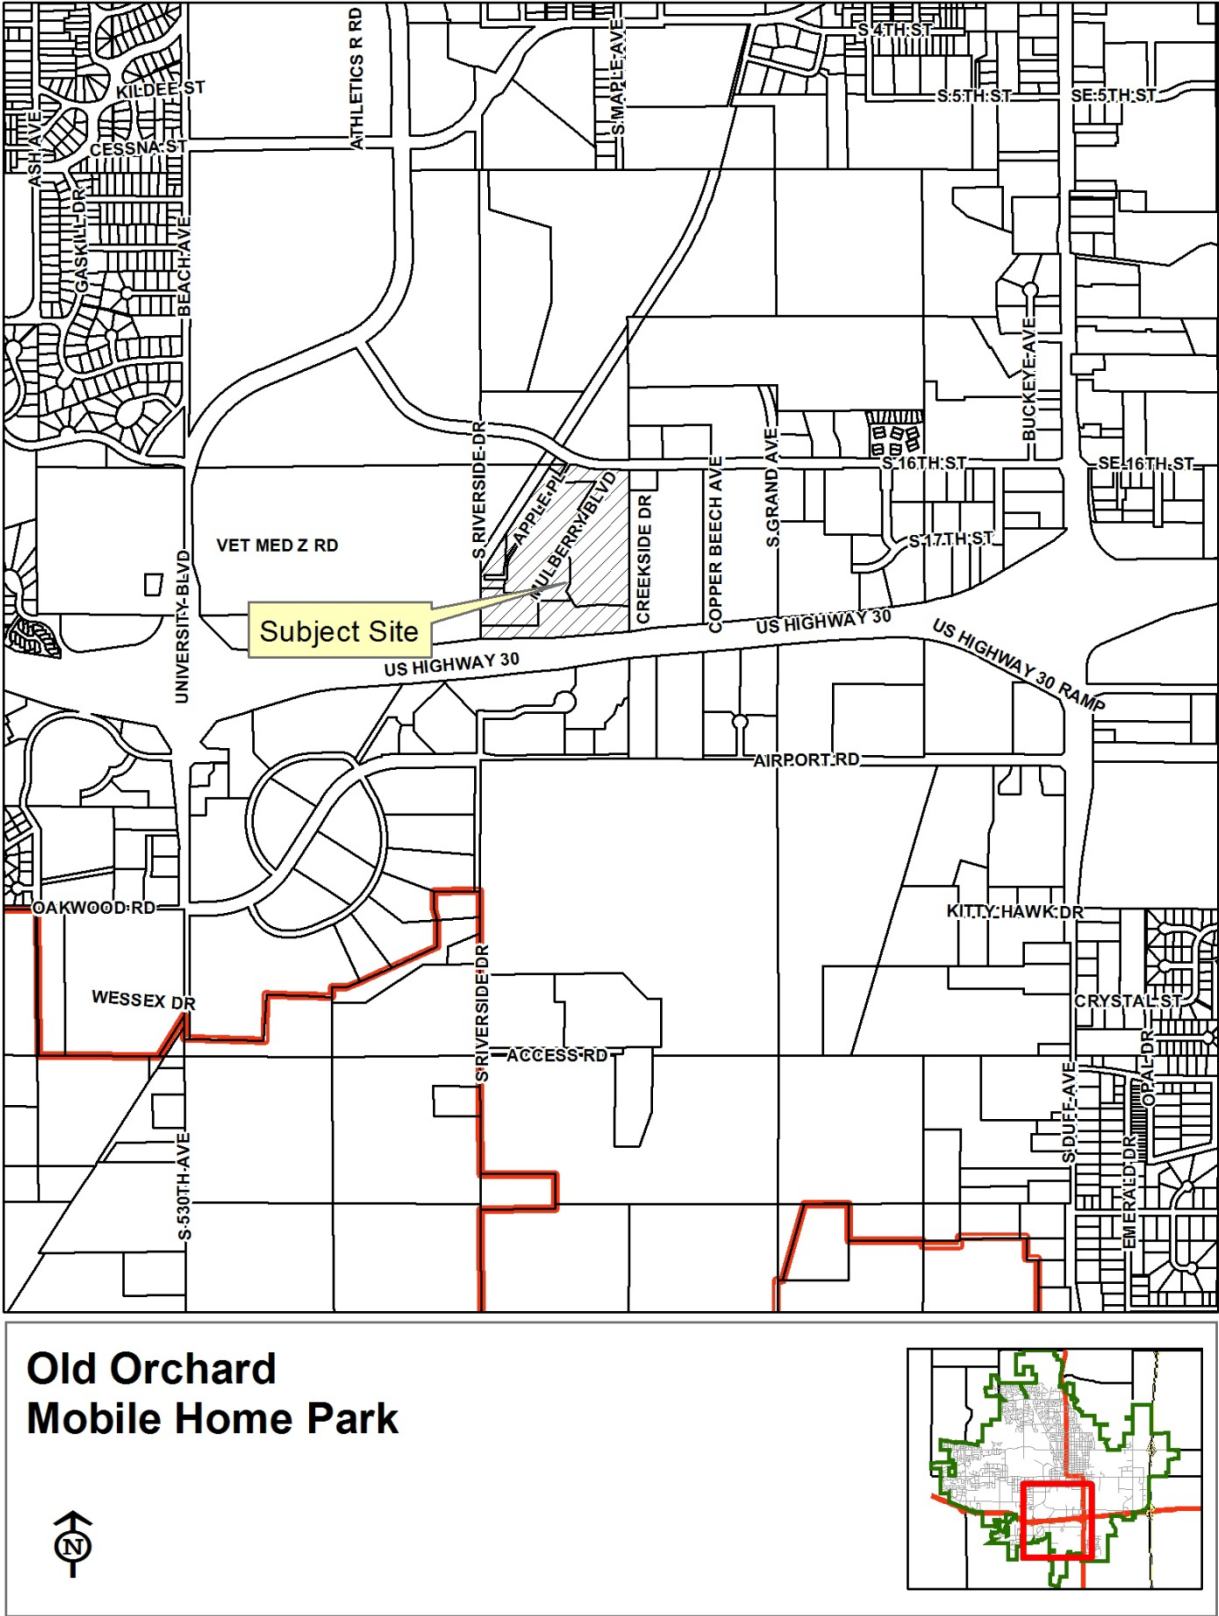 S 4TH ST
KILDEE ST
ATHLETICS R RD
S MAPLE AVE
S 5TH ST
SE 5TH ST
ASH AVE
CESSNA ST
GASKILL DR
BEACH AVE
BUCKEYE AVE
S RIVERSIDE DR
S GRAND AVE
S 16TH ST
SE 16TH ST
APPLE PL
MULBERRY BLVD
CREEKSIDE DR
COPPER BEECH AVE
VET MED Z RD
S 17TH ST
UNIVERSITY BLVD
Subject Site
US HIGHWAY 30
US HIGHWAY 30
US HIGHWAY 30 RAMP
AIRPORT RD
OAKWOOD RD
KITTY HAWK DR
WESSEX DR
S RIVERSIDE DR
CRYSTAL ST
ACCESS RD
OPAL DR
S DUFF AVE
S 530TH AVE
EMERALD DR
Old Orchard
Mobile Home Park
N